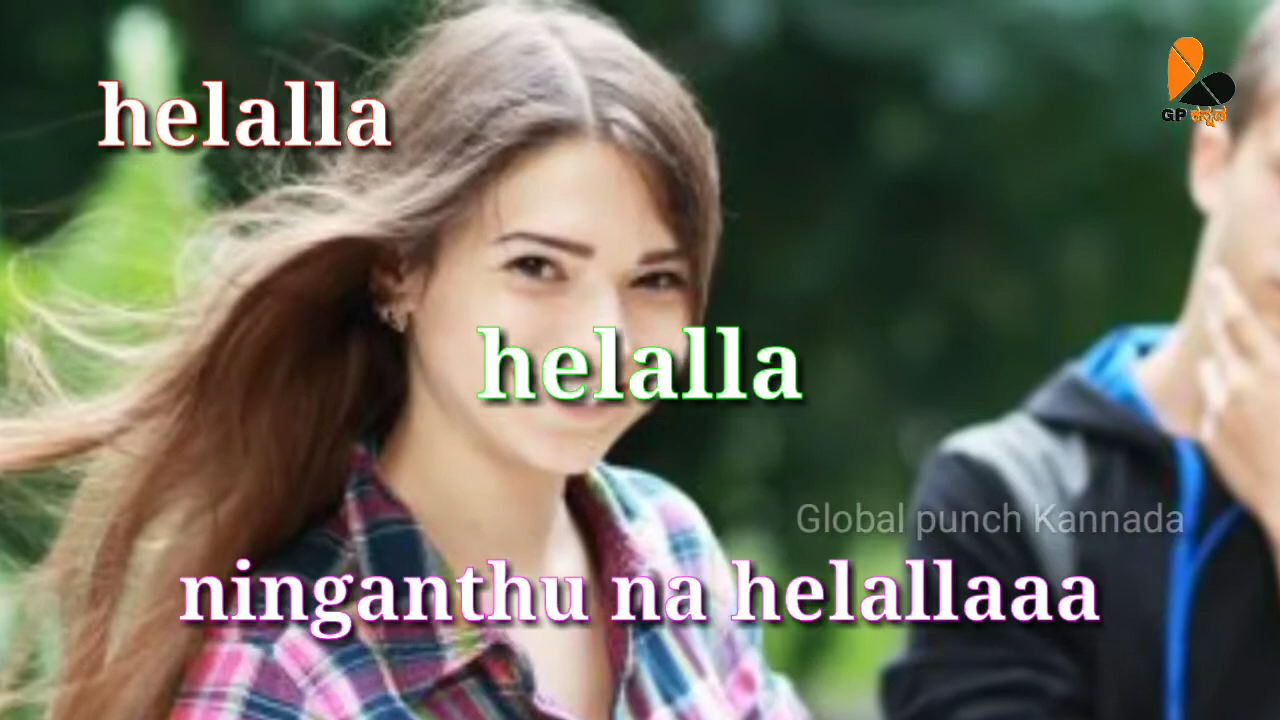 helalla
GP ಕನ್ನಡ
helalla
Global punch Kannada
ninganthu na helallaaa